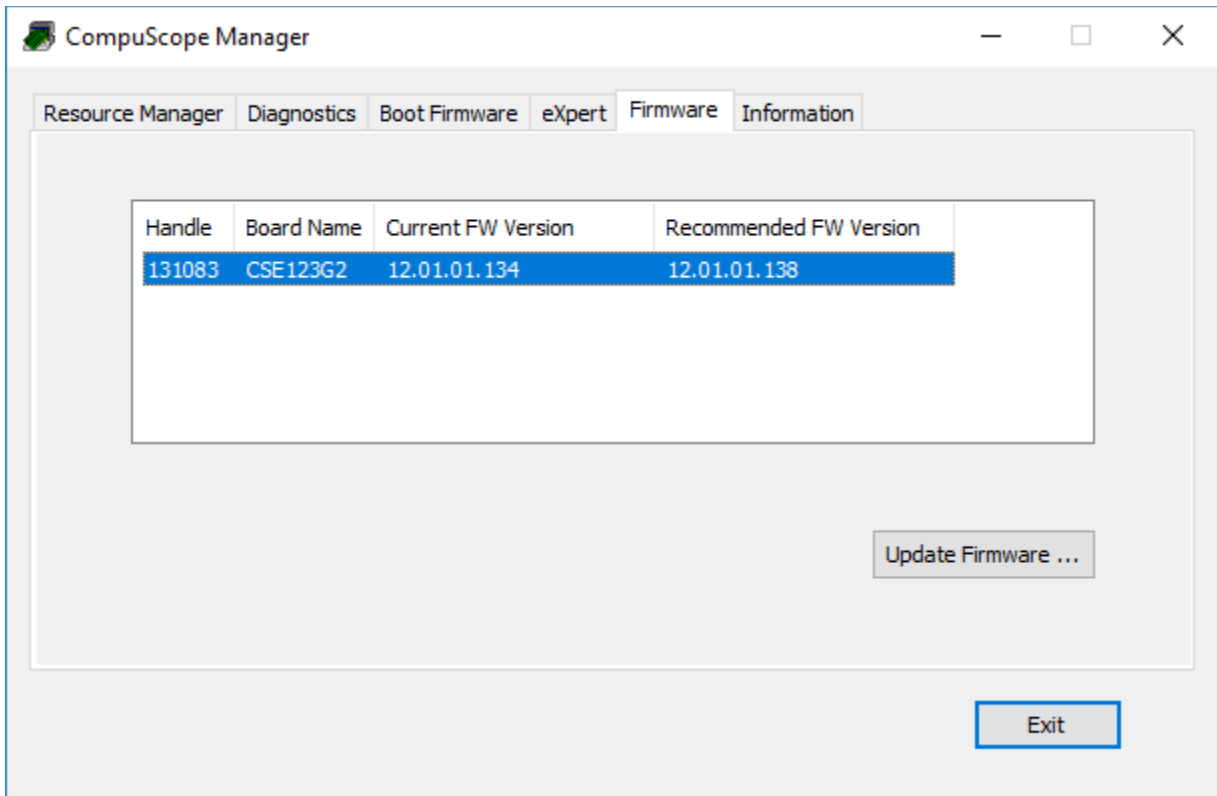 CompuScope Manager
Resource Manager Diagnostics Boot Firmware eXpert Firmware Information
Handle Board Name Current FW Version Recommended FW Version
131083 CSE123G2 12.01.01.134 12.01.01.138
Update Firmware ...
Exit